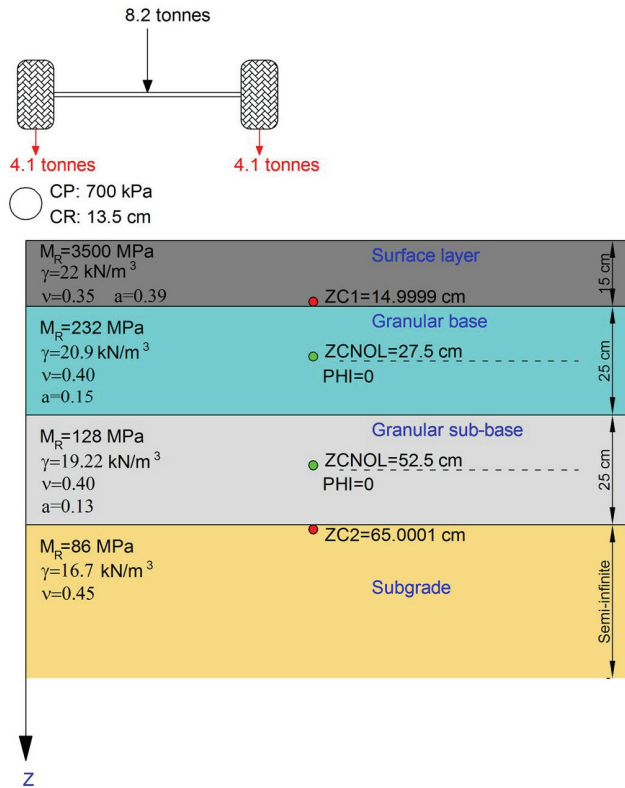 8.2 tonnes
4.1 tonnes
4.1 tonnes
CP: 700 kPa
CR: 13.5 cm
M_R=3500 MPa
γ=22 kN/m³
ν=0.35 a=0.39
Surface layer
ZC1=14.9999 cm
15 cm
M_R=232 MPa
γ=20.9 kN/m³
ν=0.40
a=0.15
Granular base
ZCNOL=27.5 cm
PHI=0
25 cm
M_R=128 MPa
γ=19.22 kN/m³
ν=0.40
a=0.13
Granular sub-base
ZCNOL=52.5 cm
PHI=0
25 cm
ZC2=65.0001 cm
M_R=86 MPa
γ=16.7 kN/m³
ν=0.45
Subgrade
Semi-infinite
Z